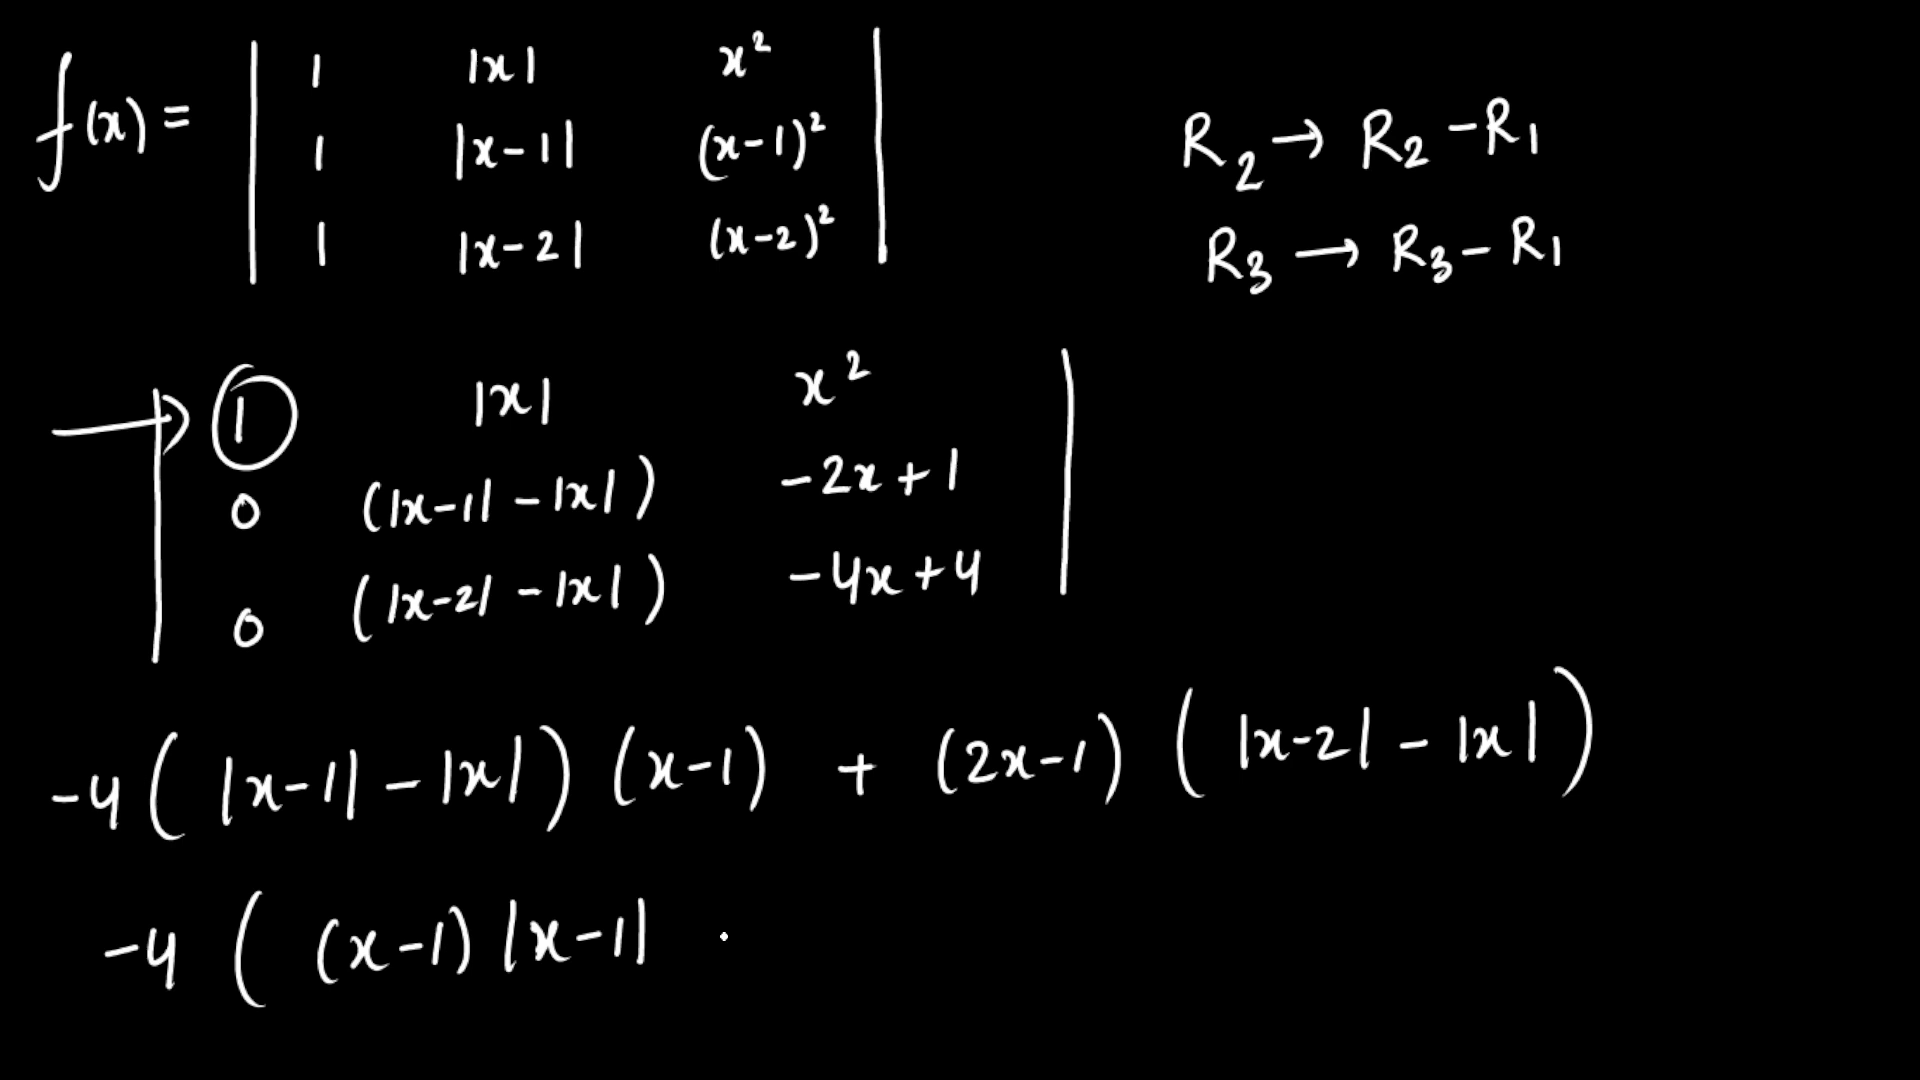 f(x) = | 1 |x| x² |
| 1 |x-1| (x-1)² |
| 1 |x-2| (x-2)² |
R₂ → R₂ - R₁
R₃ → R₃ - R₁
→ | 1 |x| x² |
| 0 (|x-1| - |x|) -2x+1 |
| 0 (|x-2| - |x|) -4x+4 |
-4(|x-1| - |x|)(x-1) + (2x-1)(|x-2| - |x|)
-4((x-1)|x-1|